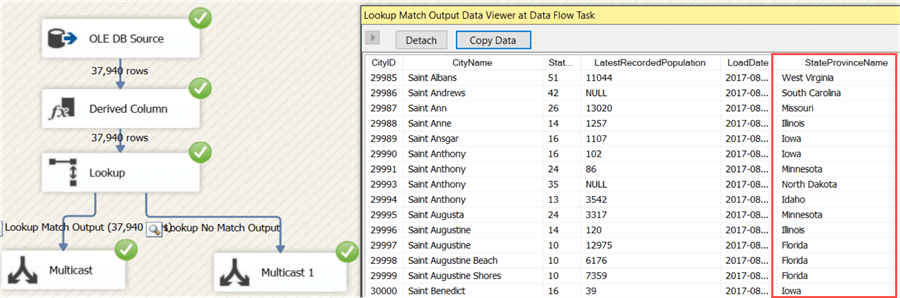 OLE DB Source
37,940 rows
Derived Column
37,940 rows
Lookup
Lookup Match Output (37,940 s)
Lookup No Match Output
Multicast
Multicast 1
Lookup Match Output Data Viewer at Data Flow Task
Detach Copy Data
CityID CityName Stat... LatestRecordedPopulation LoadDate StateProvinceName
29985 Saint Albans 51 11044 2017-08... West Virginia
29986 Saint Andrews 42 NULL 2017-08... South Carolina
29987 Saint Ann 26 13020 2017-08... Missouri
29988 Saint Anne 14 1257 2017-08... Illinois
29989 Saint Ansgar 16 1107 2017-08... Iowa
29990 Saint Anthony 16 102 2017-08... Iowa
29991 Saint Anthony 24 86 2017-08... Minnesota
29993 Saint Anthony 35 NULL 2017-08... North Dakota
29994 Saint Anthony 13 3542 2017-08... Idaho
29995 Saint Augusta 24 3317 2017-08... Minnesota
29996 Saint Augustine 14 120 2017-08... Illinois
29997 Saint Augustine 10 12975 2017-08... Florida
29998 Saint Augustine Beach 10 6176 2017-08... Florida
29999 Saint Augustine Shores 10 7359 2017-08... Florida
30000 Saint Benedict 16 39 2017-08... Iowa